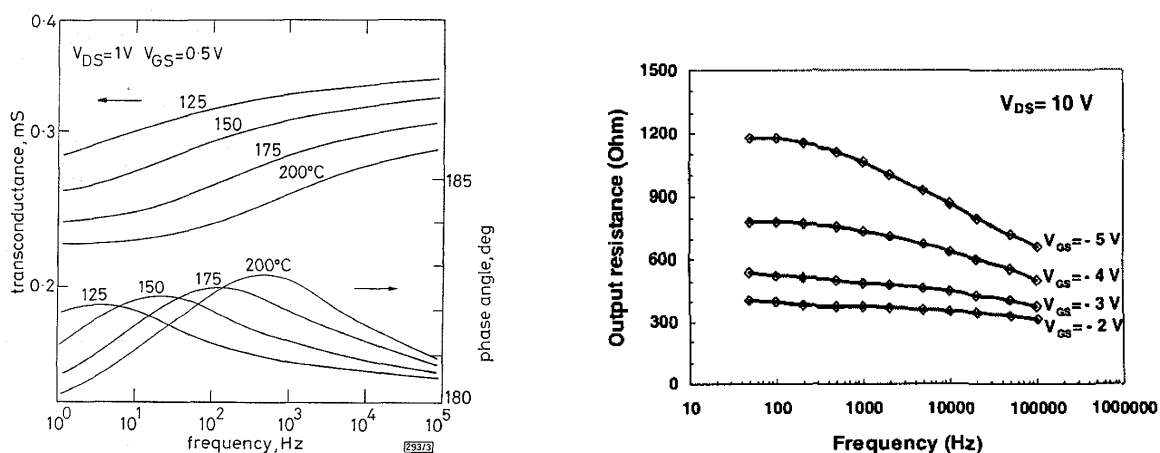 0·4
V_DS=1V V_GS=0·5V
125
0·3
150
175
200°C
185
transconductance, mS
phase angle, deg
0·2
125
150
175
200°C
180
10^0 10^1 10^2 10^3 10^4 10^5
frequency, Hz
293/3
1500
V_DS= 10 V
1200
Output resistance (Ohm)
900
600
300
0
V_GS= - 5 V
V_GS= - 4 V
V_GS= - 3 V
V_GS= - 2 V
10 100 1000 10000 100000 1000000
Frequency (Hz)